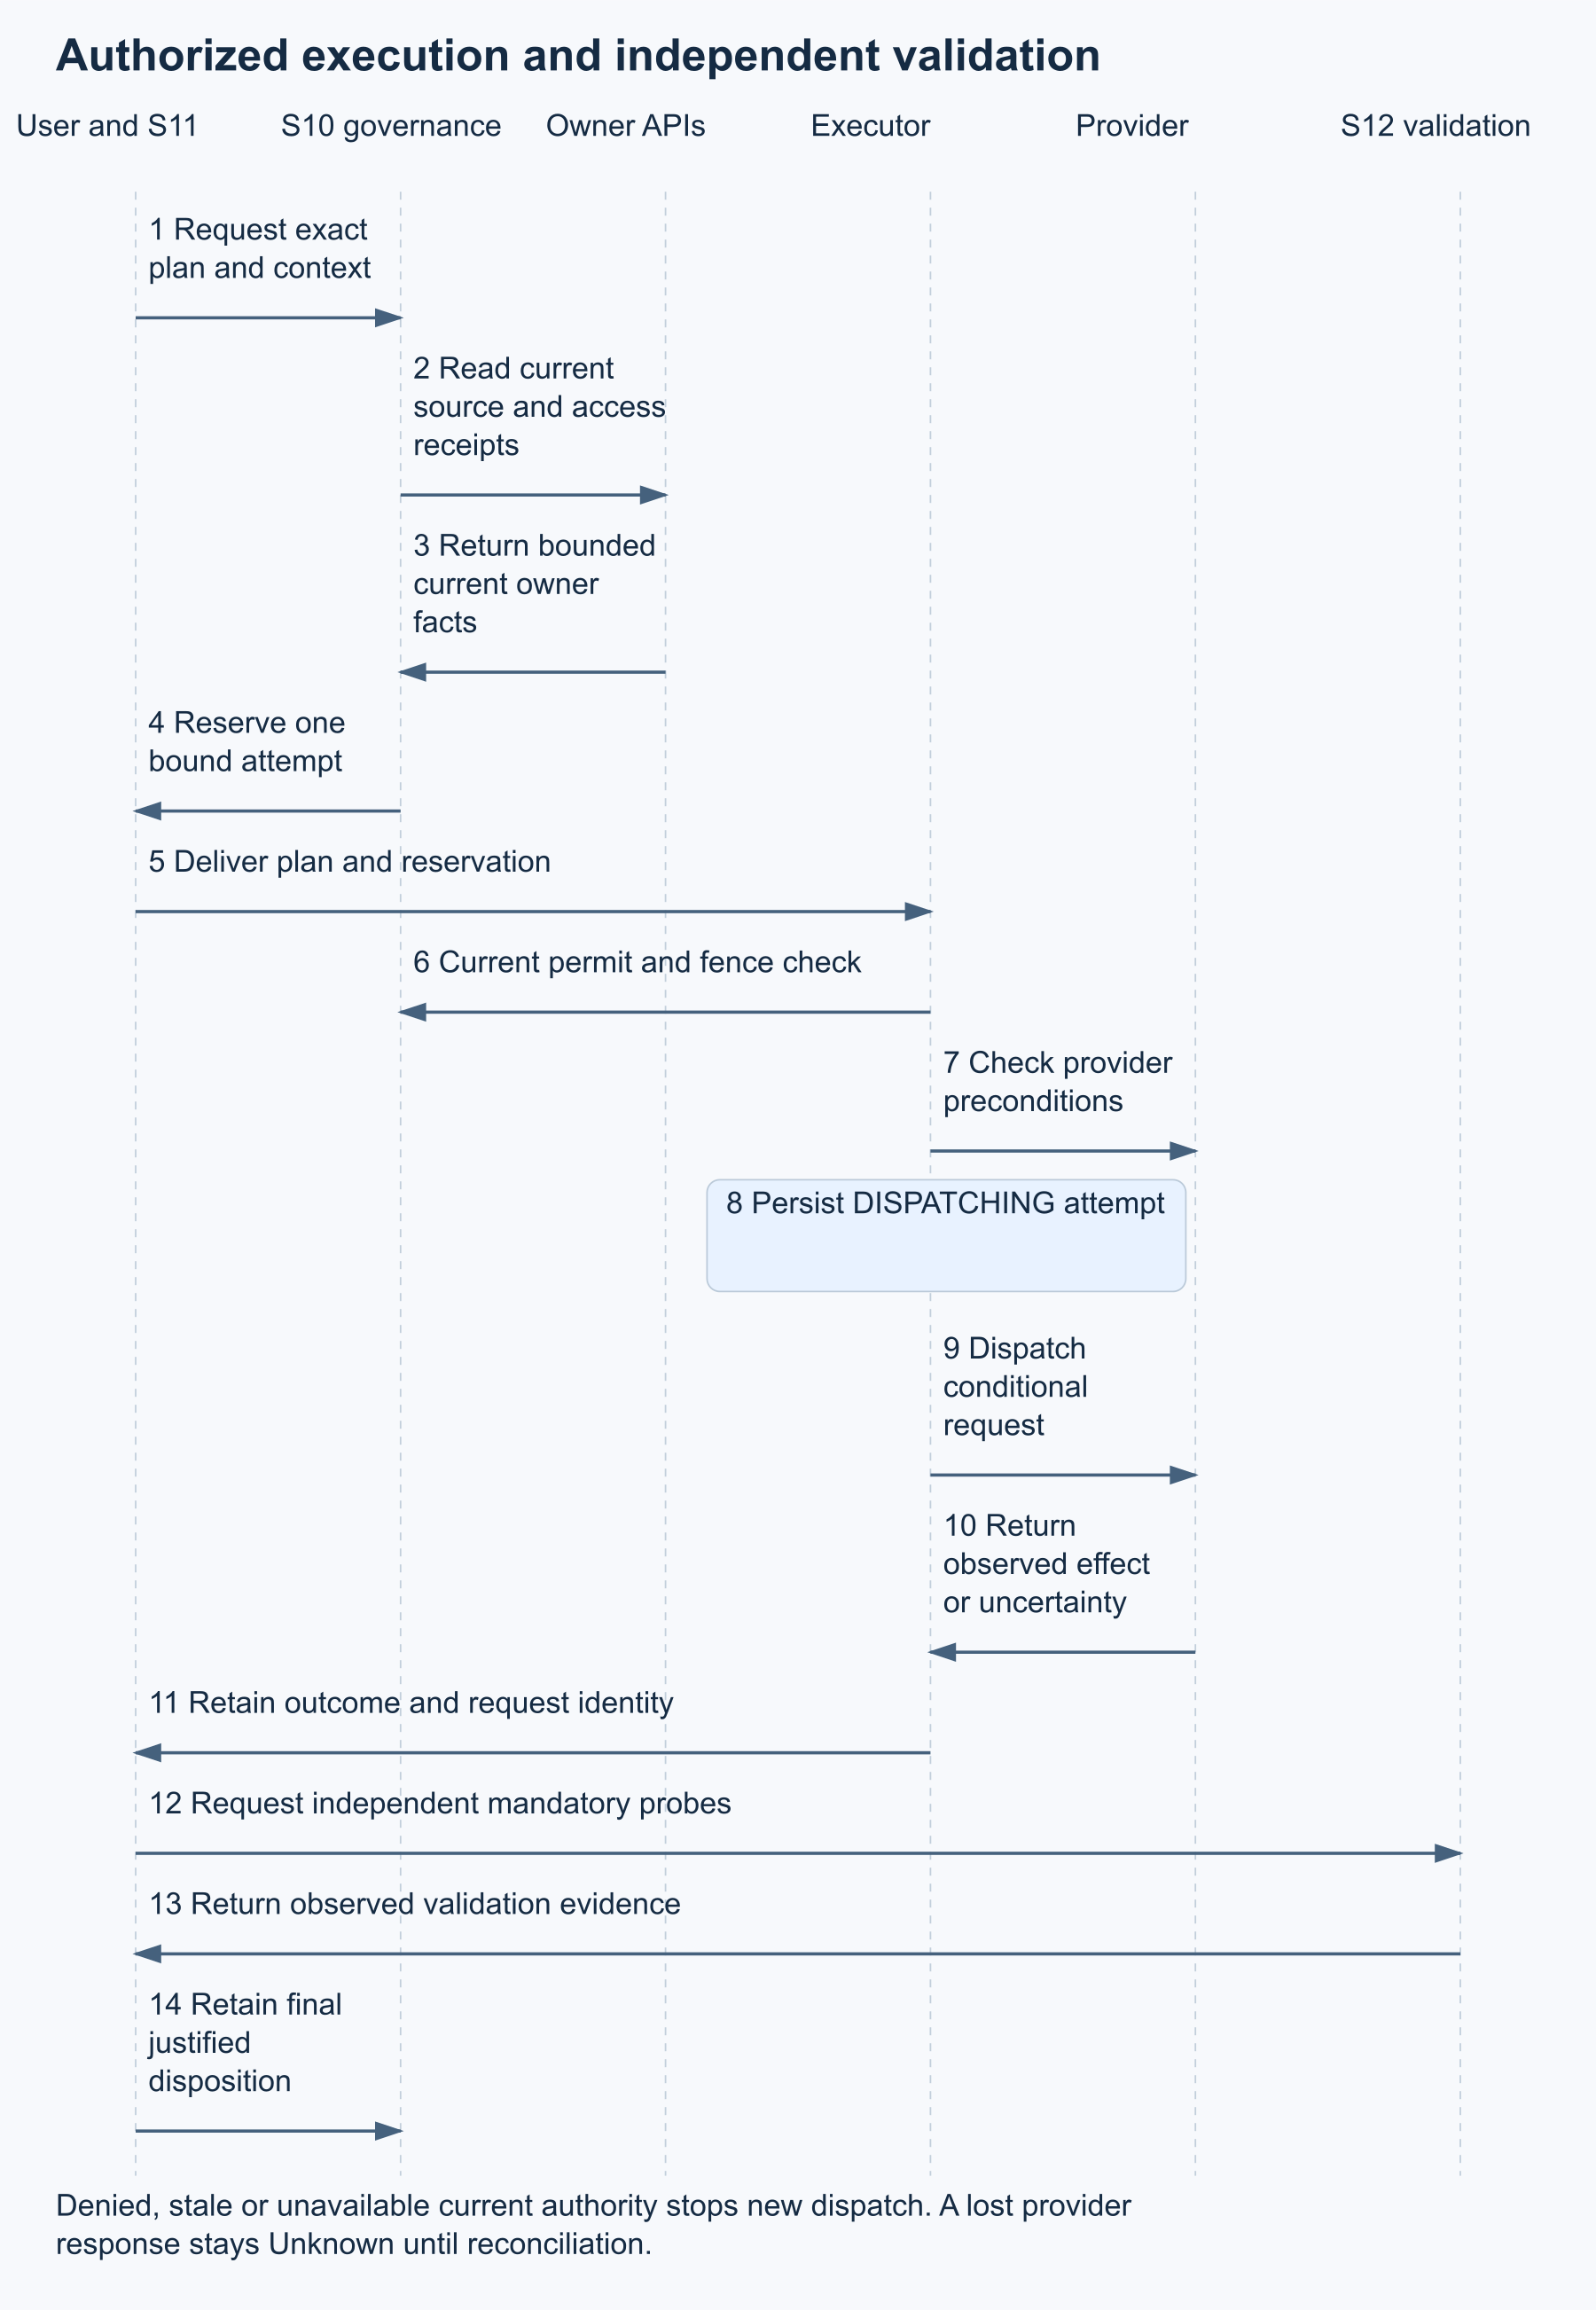 Authorized execution and independent validation
User and S11
S10 governance
Owner APIs
Executor
Provider
S12 validation
1 Request exact
plan and context
2 Read current
source and access
receipts
3 Return bounded
current owner
facts
4 Reserve one
bound attempt
5 Deliver plan and reservation
6 Current permit and fence check
7 Check provider
preconditions
8 Persist DISPATCHING attempt
9 Dispatch
conditional
request
10 Return
observed effect
or uncertainty
11 Retain outcome and request identity
12 Request independent mandatory probes
13 Return observed validation evidence
14 Retain final
justified
disposition
Denied, stale or unavailable current authority stops new dispatch. A lost provider
response stays Unknown until reconciliation.